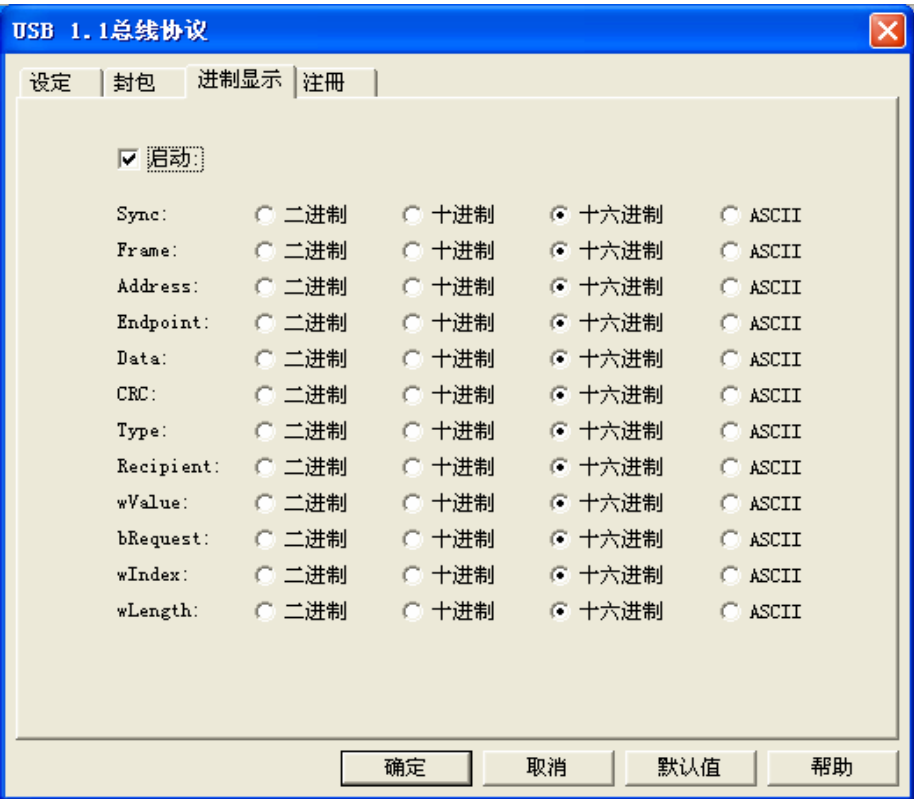 USB 1.1总线协议
设定 封包 进制显示 注册
启动:
Sync: 二进制 十进制 十六进制 ASCII
Frame: 二进制 十进制 十六进制 ASCII
Address: 二进制 十进制 十六进制 ASCII
Endpoint: 二进制 十进制 十六进制 ASCII
Data: 二进制 十进制 十六进制 ASCII
CRC: 二进制 十进制 十六进制 ASCII
Type: 二进制 十进制 十六进制 ASCII
Recipient: 二进制 十进制 十六进制 ASCII
wValue: 二进制 十进制 十六进制 ASCII
bRequest: 二进制 十进制 十六进制 ASCII
wIndex: 二进制 十进制 十六进制 ASCII
wLength: 二进制 十进制 十六进制 ASCII
确定 取消 默认值 帮助